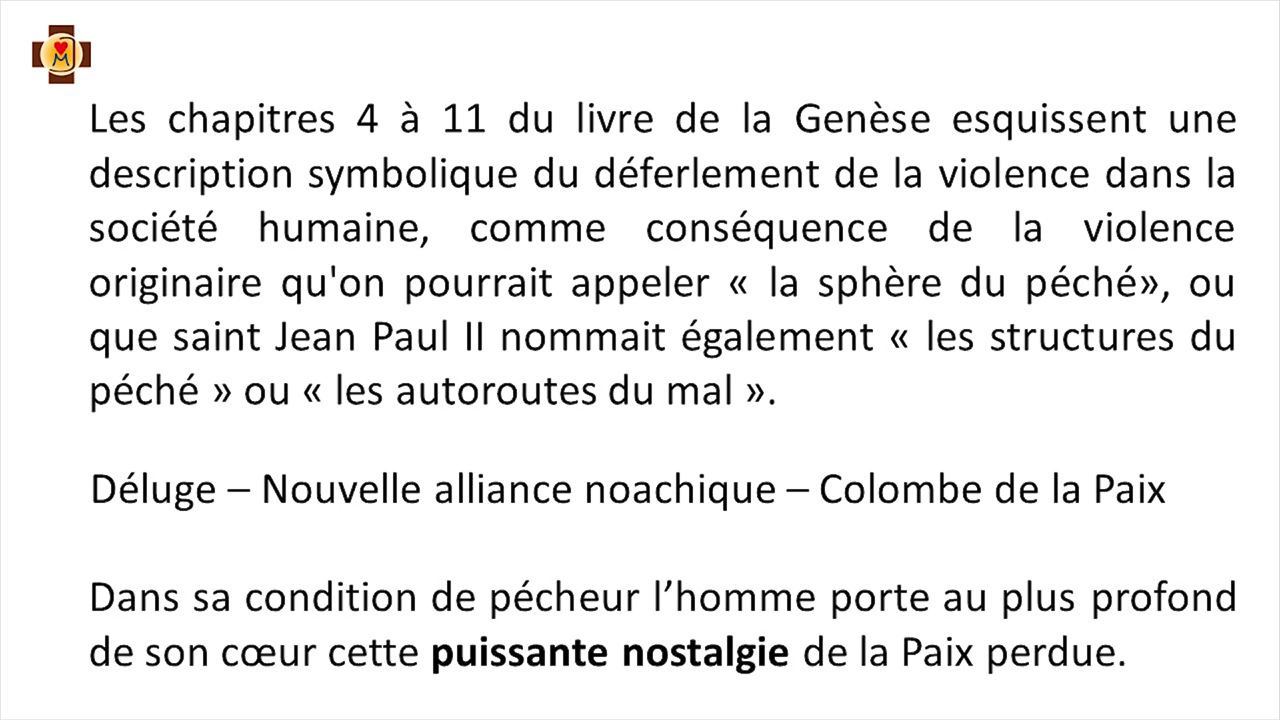 M
Les chapitres 4 à 11 du livre de la Genèse esquissent une
description symbolique du déferlement de la violence dans la
société humaine, comme conséquence de la violence
originaire qu'on pourrait appeler « la sphère du péché», ou
que saint Jean Paul II nommait également « les structures du
péché » ou « les autoroutes du mal ».
Déluge – Nouvelle alliance noachique – Colombe de la Paix
Dans sa condition de pécheur l’homme porte au plus profond
de son cœur cette puissante nostalgie de la Paix perdue.